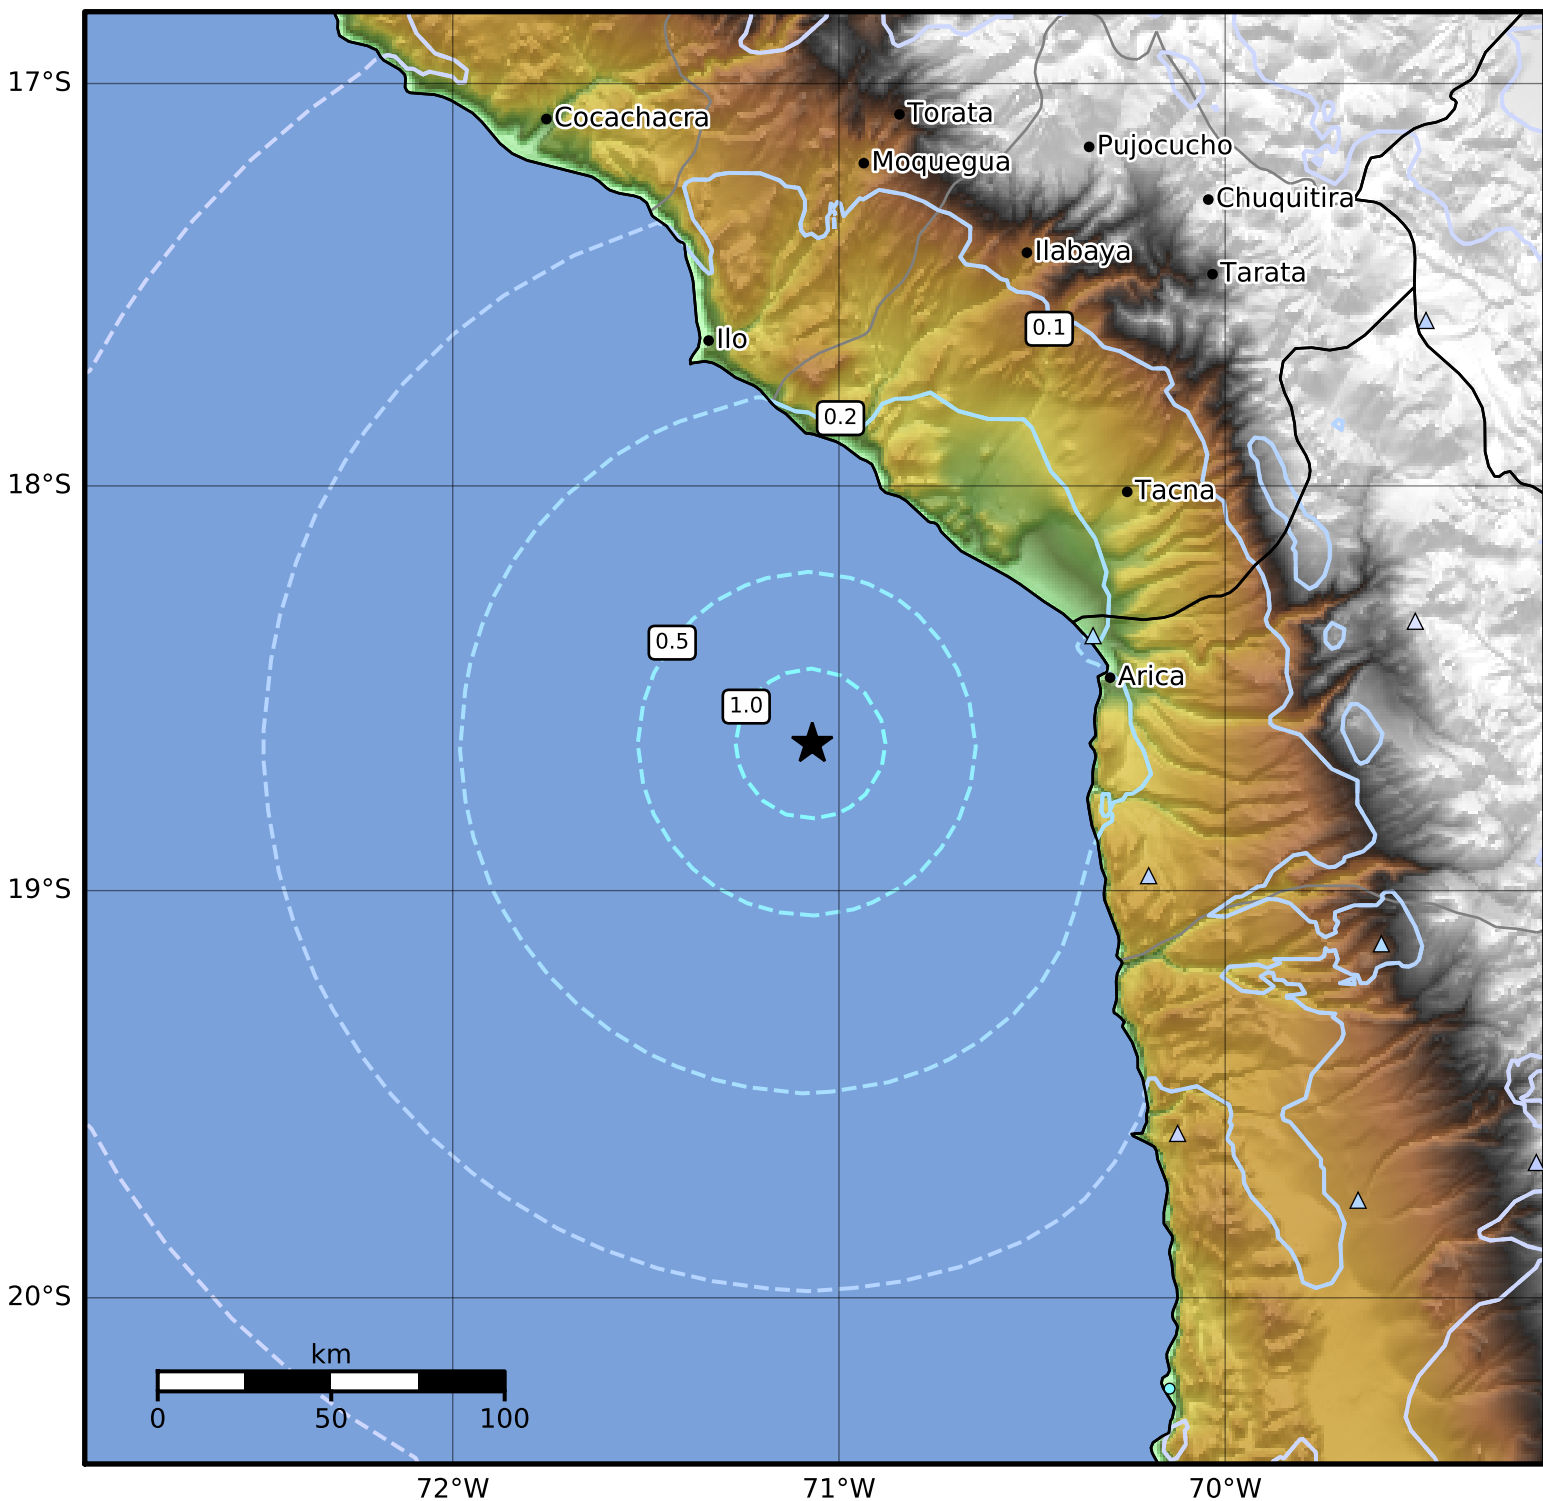 17°S
Cocachacra
Torata
Pujocucho
Moquegua
Chuquitira
Ilabaya
Tarata
0.1
Ilo
0.2
18°S
Tacna
0.5
Arica
1.0
19°S
20°S
km
0 50 100
72°W 71°W 70°W